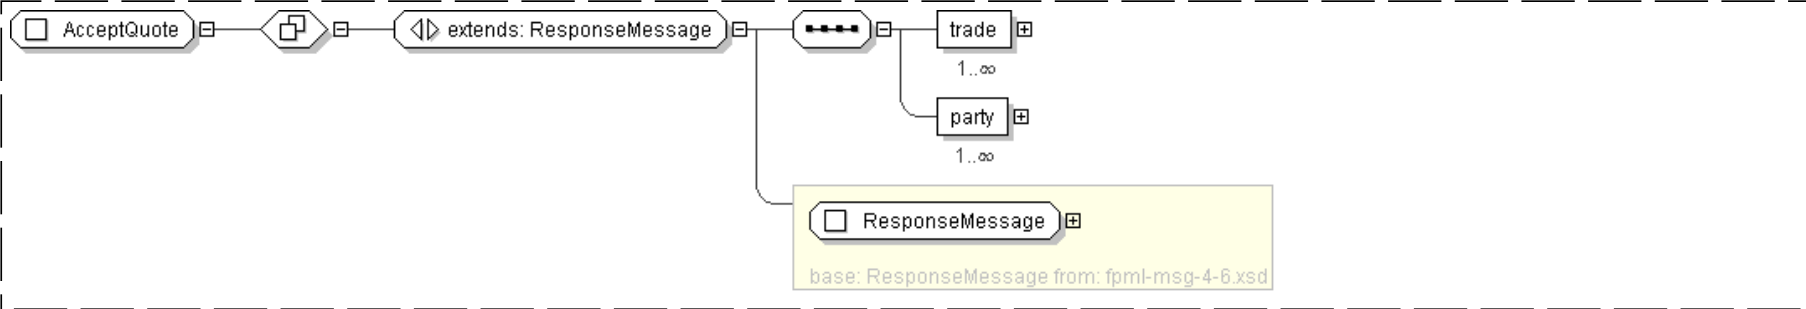 AcceptQuote
extends: ResponseMessage
trade
1..∞
party
1..∞
ResponseMessage
base: ResponseMessage from: fpml-msg-4-6.xsd